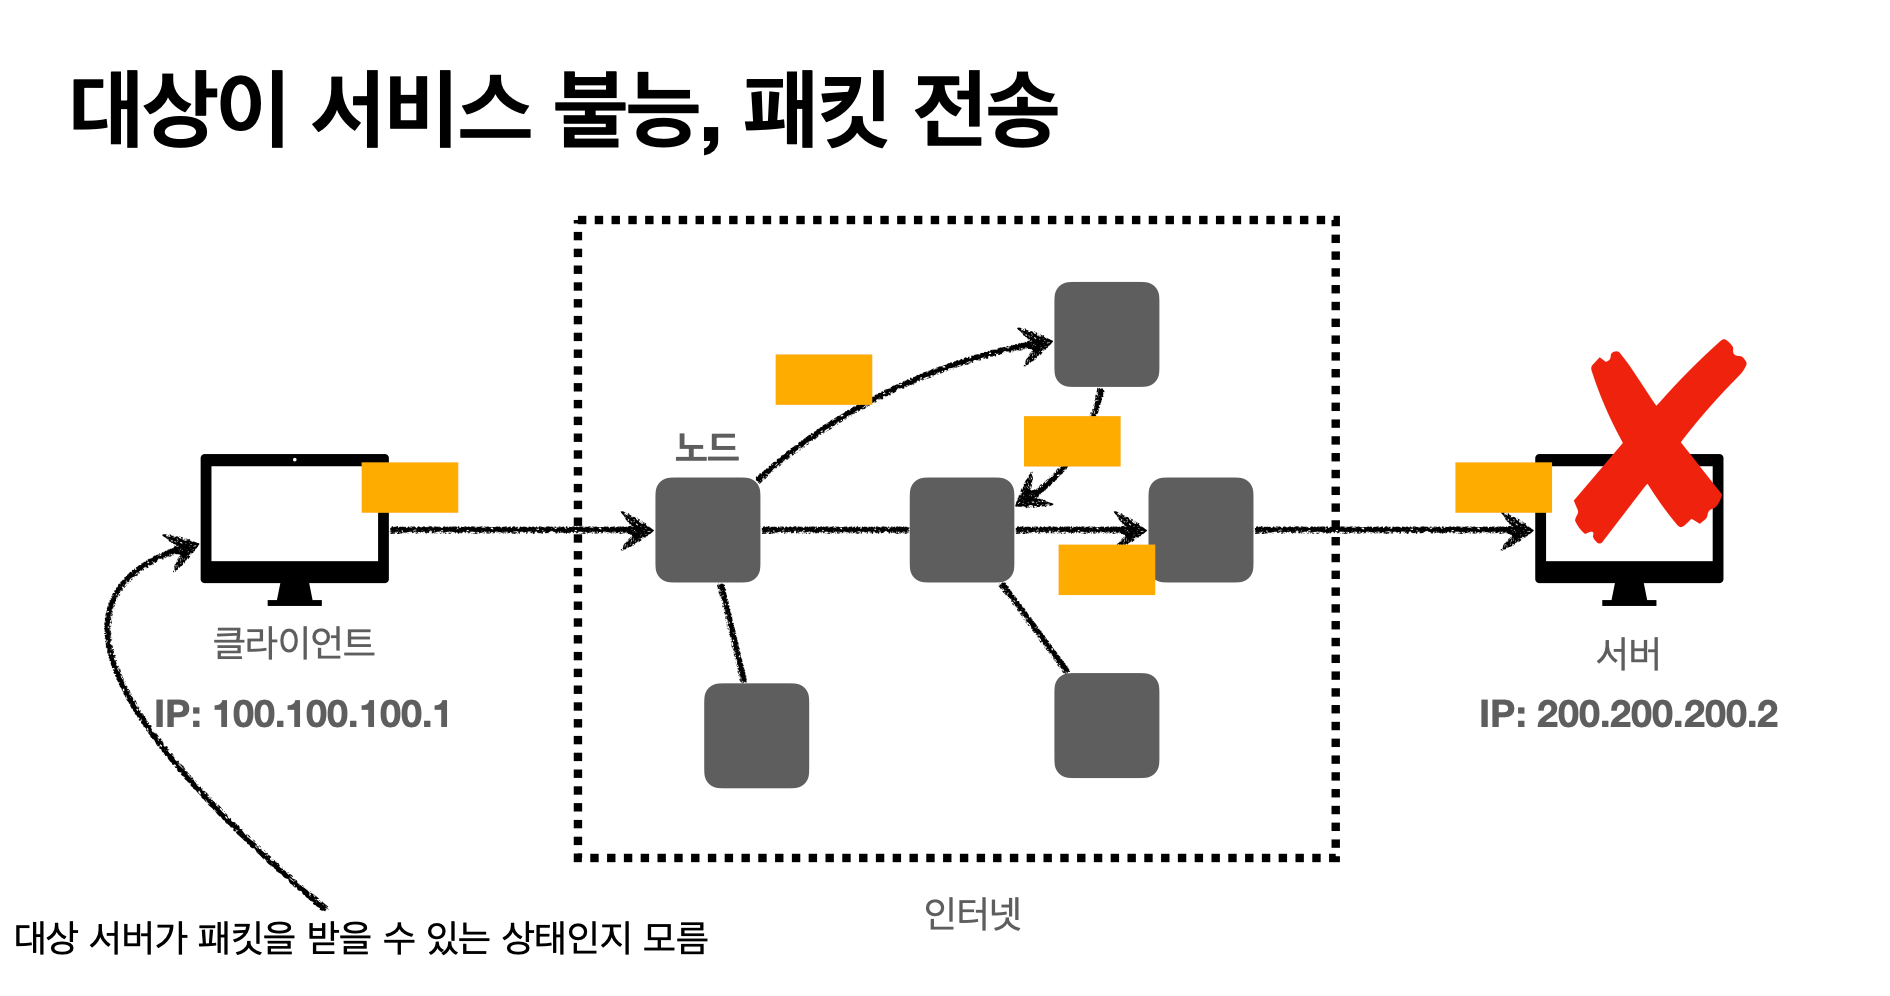 대상이 서비스 불능, 패킷 전송
노드
클라이언트
IP: 100.100.100.1
서버
IP: 200.200.200.2
인터넷
대상 서버가 패킷을 받을 수 있는 상태인지 모름